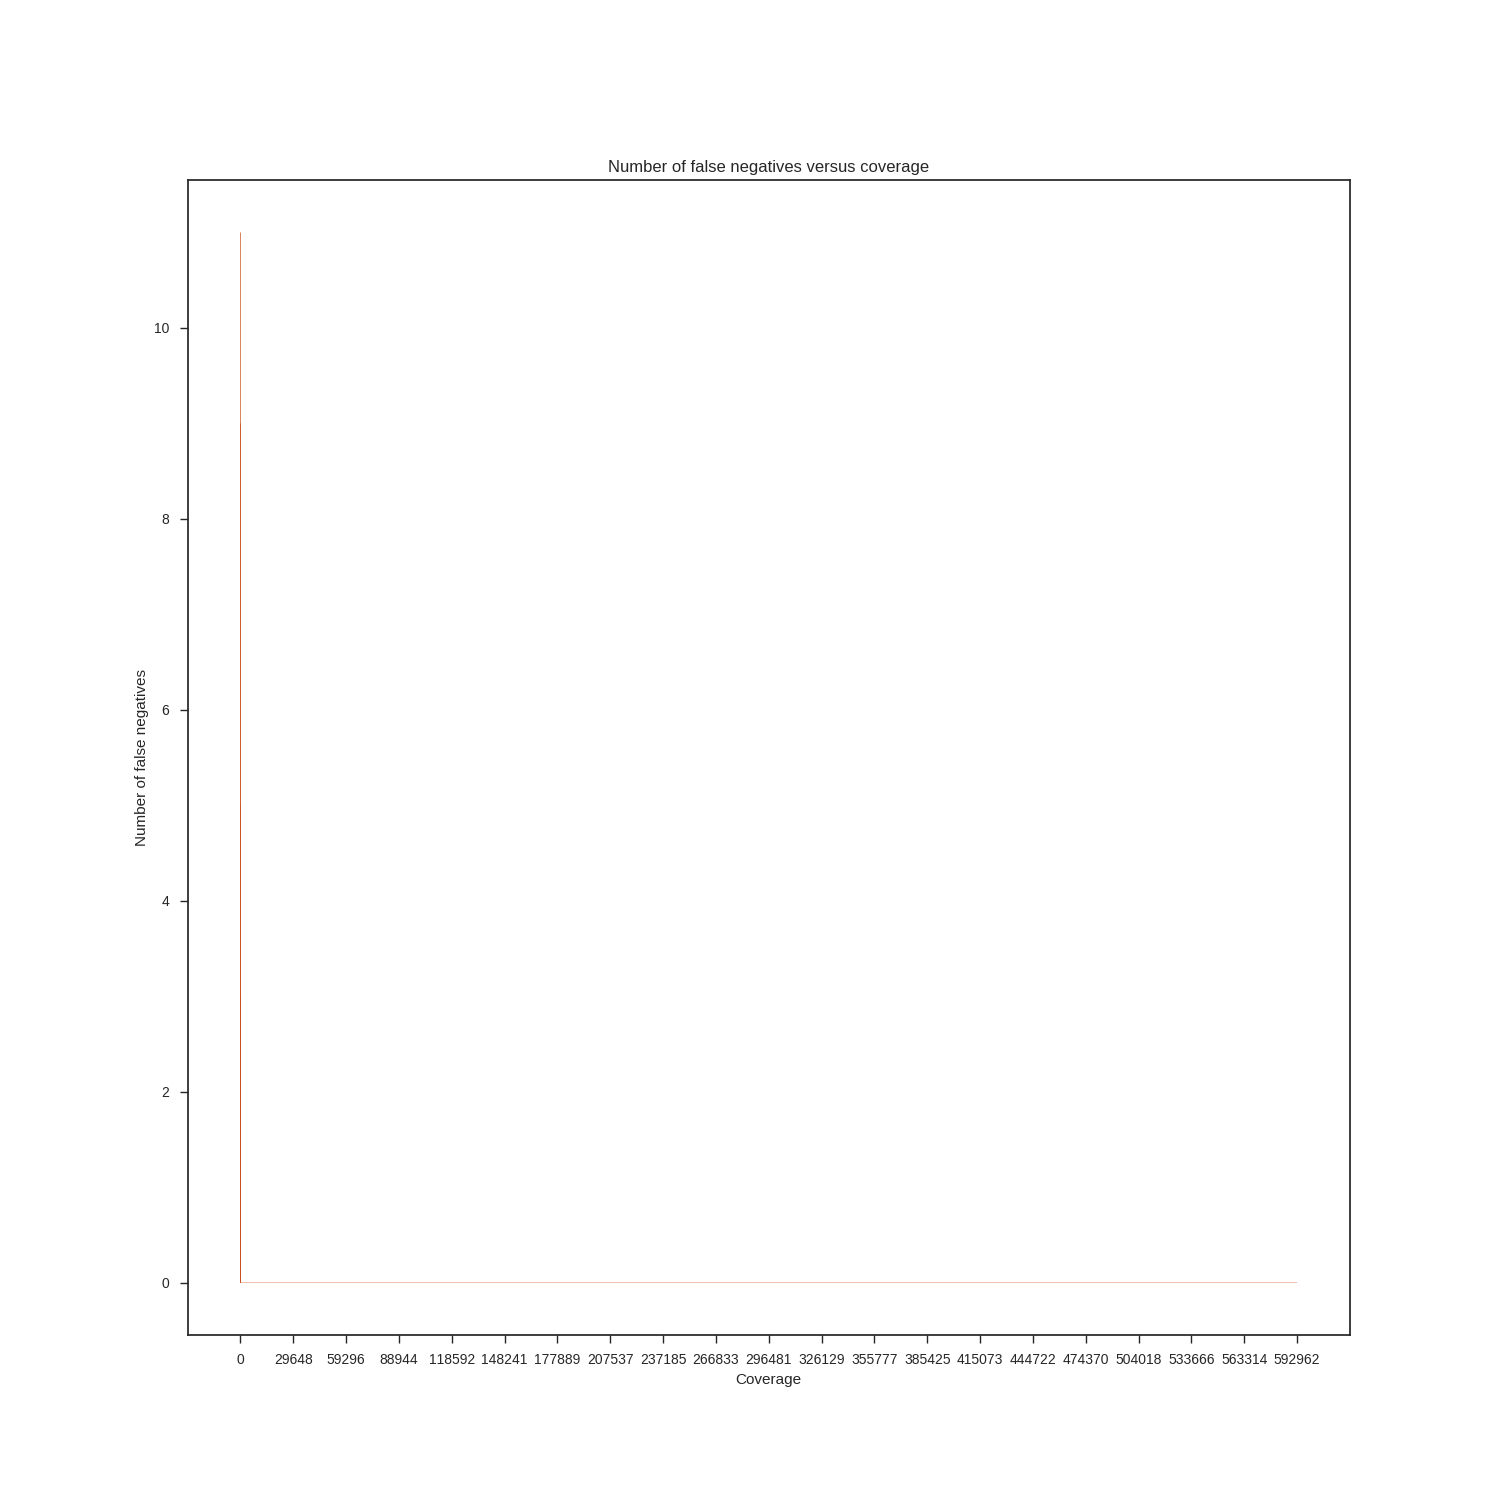 Number of false negatives versus coverage
10
8
6
4
2
0
Number of false negatives
0 29648 59296 88944 118592 148241 177889 207537 237185 266833 296481 326129 355777 385425 415073 444722 474370 504018 533666 563314 592962
Coverage